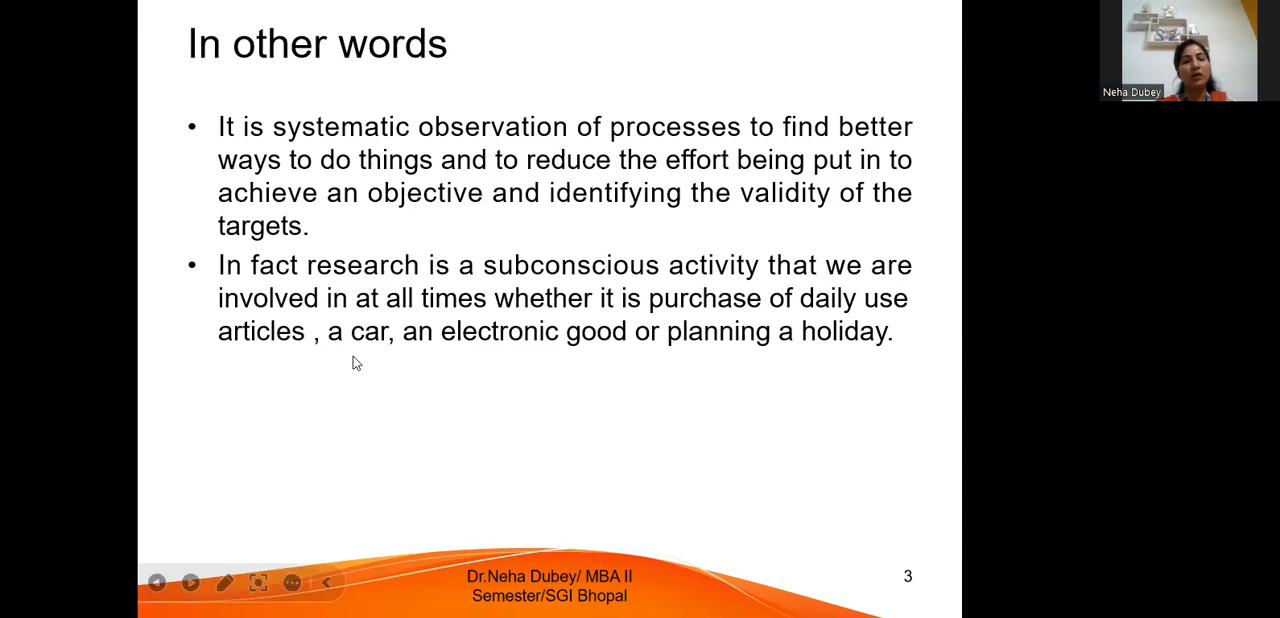 In other words
• It is systematic observation of processes to find better
ways to do things and to reduce the effort being put in to
achieve an objective and identifying the validity of the
targets.
• In fact research is a subconscious activity that we are
involved in at all times whether it is purchase of daily use
articles , a car, an electronic good or planning a holiday.
Dr.Neha Dubey/ MBA II
Semester/SGI Bhopal
3
Neha Dubey